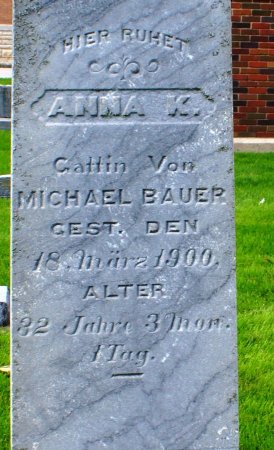 HIER RUHET
ANNA K.
Gattin Von
MICHAEL BAUER
GEST. DEN
18. März 1900.
ALTER
32 Jahre 3 Mon.
1 Tag.